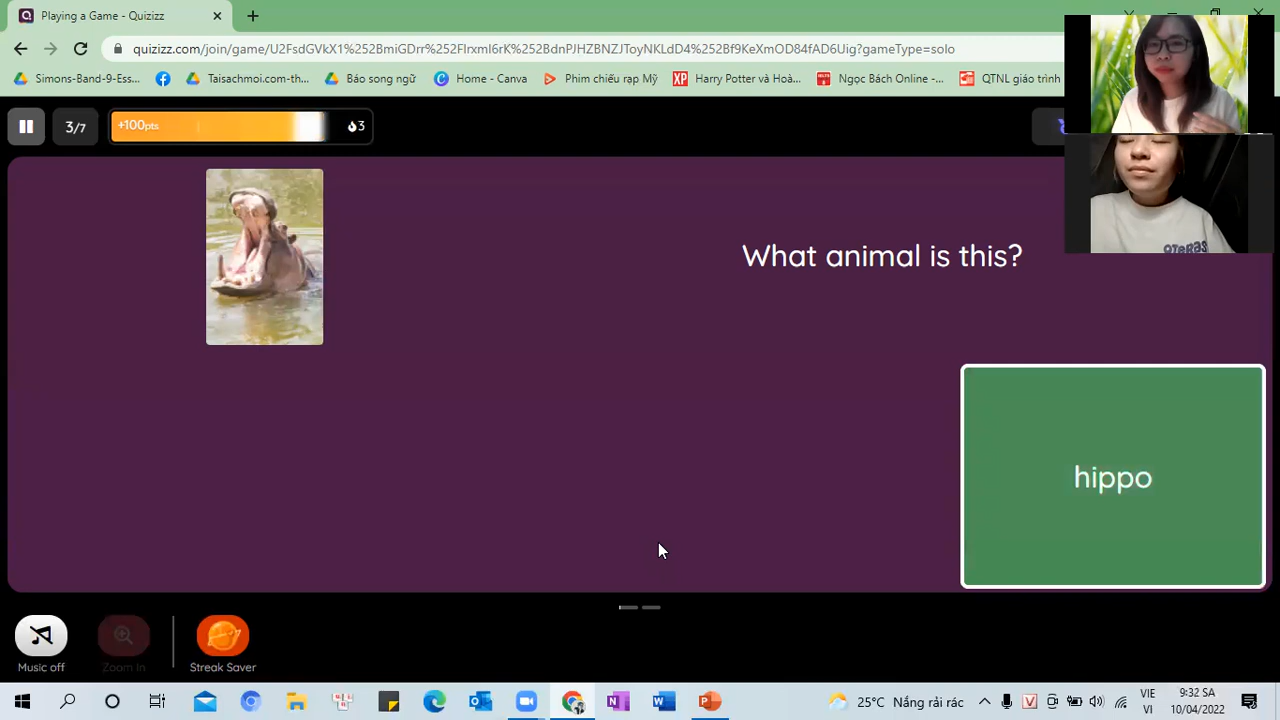 Playing a Game - Quizizz
quizizz.com/join/game/U2FsdGVkX1%252BmiGDrr%252FIrxml6rK%252BdnPJHZBNZJToyNKLdD4%252Bf9KeXmOD84fAD6Uig?gameType=solo
Simons-Band-9-Ess...
Taisachmoi.com-th...
Báo song ngữ
Home - Canva
Phim chiếu rạp Mỹ
Harry Potter và Hoà...
Ngọc Bách Online -...
QTNL giáo trình
3/7
+100pts
3
What animal is this?
hippo
Music off
Zoom In
Streak Saver
25°C Nắng rải rác
VIE
VI
9:32 SA
10/04/2022